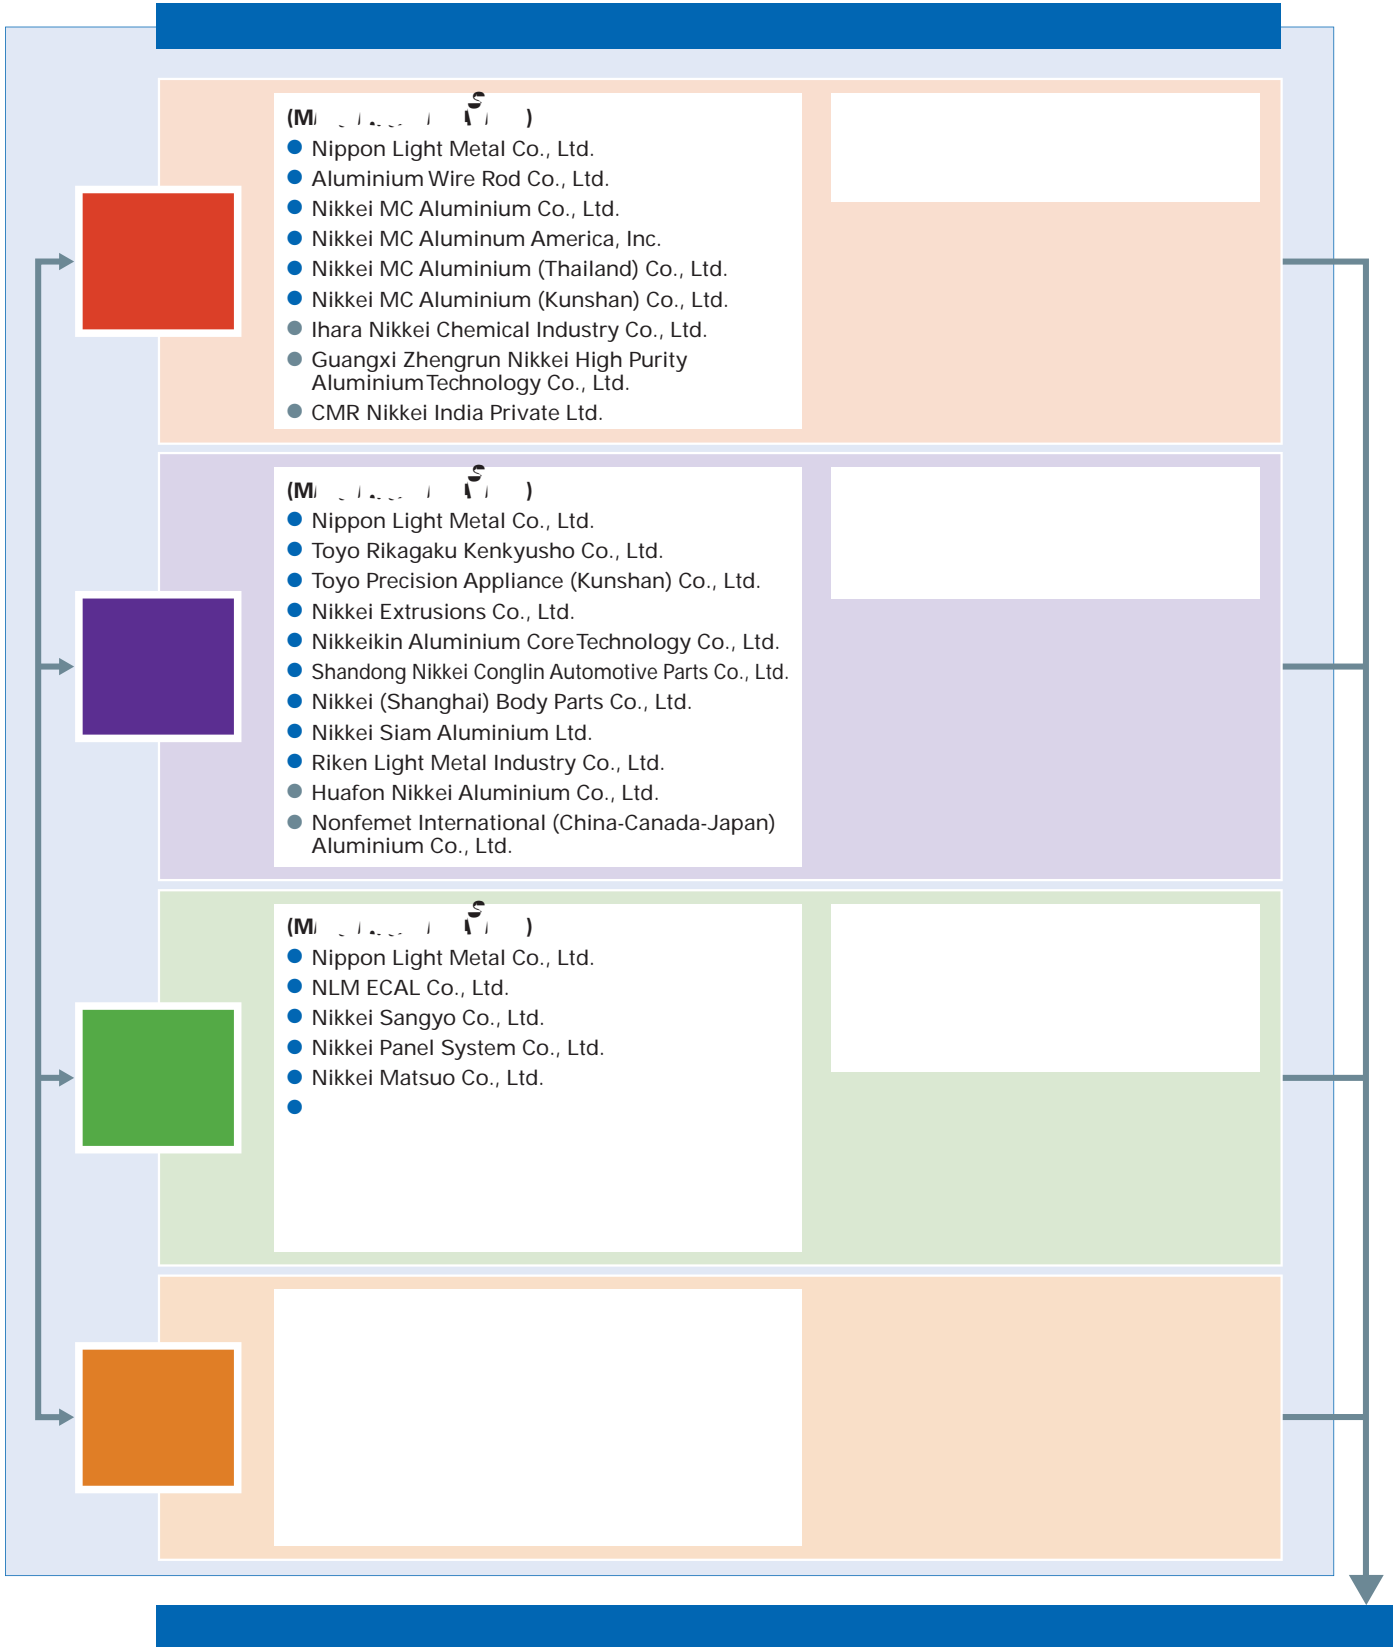 Nippon Light Metal Co., Ltd.
Aluminium Wire Rod Co., Ltd.
Nikkei MC Aluminium Co., Ltd.
Nikkei MC Aluminum America, Inc.
Nikkei MC Aluminium (Thailand) Co., Ltd.
Nikkei MC Aluminium (Kunshan) Co., Ltd.
Ihara Nikkei Chemical Industry Co., Ltd.
Guangxi Zhengrun Nikkei High Purity
Aluminium Technology Co., Ltd.
CMR Nikkei India Private Ltd.
Nippon Light Metal Co., Ltd.
Toyo Rikagaku Kenkyusho Co., Ltd.
Toyo Precision Appliance (Kunshan) Co., Ltd.
Nikkei Extrusions Co., Ltd.
Nikkeikin Aluminium Core Technology Co., Ltd.
Shandong Nikkei Conglin Automotive Parts Co., Ltd.
Nikkei (Shanghai) Body Parts Co., Ltd.
Nikkei Siam Aluminium Ltd.
Riken Light Metal Industry Co., Ltd.
Huafon Nikkei Aluminium Co., Ltd.
Nonfemet International (China-Canada-Japan)
Aluminium Co., Ltd.
Nippon Light Metal Co., Ltd.
NLM ECAL Co., Ltd.
Nikkei Sangyo Co., Ltd.
Nikkei Panel System Co., Ltd.
Nikkei Matsuo Co., Ltd.